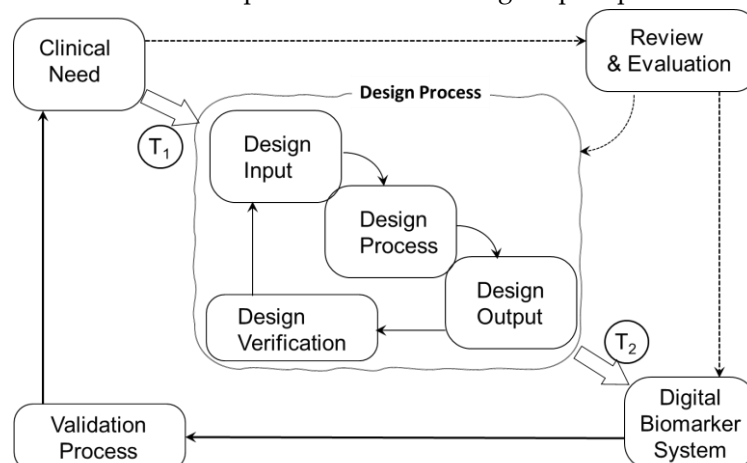 Clinical
Need
Review
& Evaluation
Design Process
T1
Design
Input
Design
Process
Design
Output
Design
Verification
T2
Validation
Process
Digital
Biomarker
System